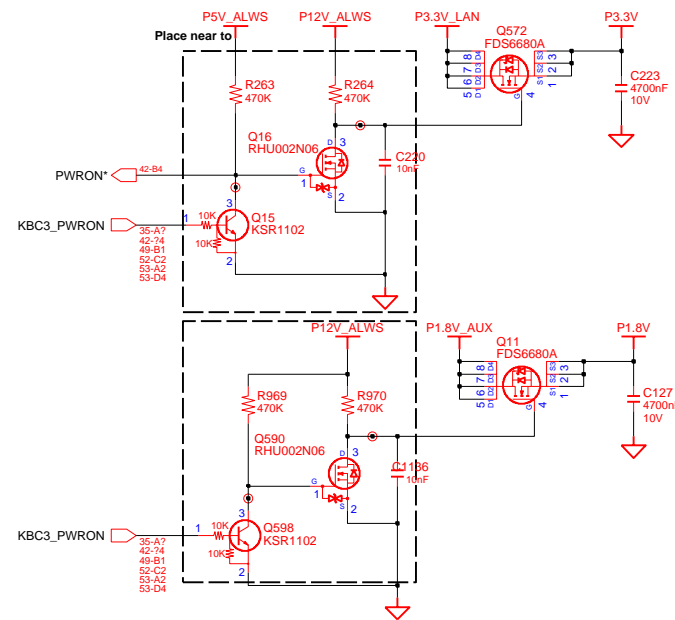 P5V_ALWS
P12V_ALWS
P3.3V_LAN
P3.3V
Place near to
Q572
FDS6680A
8 D4
7 D3
6 D2
5 D1
S3 3
S2 2
S1 1
G 4
R263
470K
R264
470K
C223
4700nF
10V
Q16
RHU002N06
D 3
G
1
S 2
C220
10nF
PWRON*
42-B4
3
KBC3_PWRON
1
10K
10K
Q15
KSR1102
2
35-A?
42-?4
49-B1
52-C2
53-A2
53-D4
P12V_ALWS
P1.8V_AUX
P1.8V
Q11
FDS6680A
8 D4
7 D3
6 D2
5 D1
S3 3
S2 2
S1 1
G 4
R969
470K
R970
470K
C127
4700n
10V
Q590
RHU002N06
D 3
G
1
S 2
C1136
10nF
3
KBC3_PWRON
1
10K
10K
Q598
KSR1102
2
35-A?
42-?4
49-B1
52-C2
53-A2
53-D4